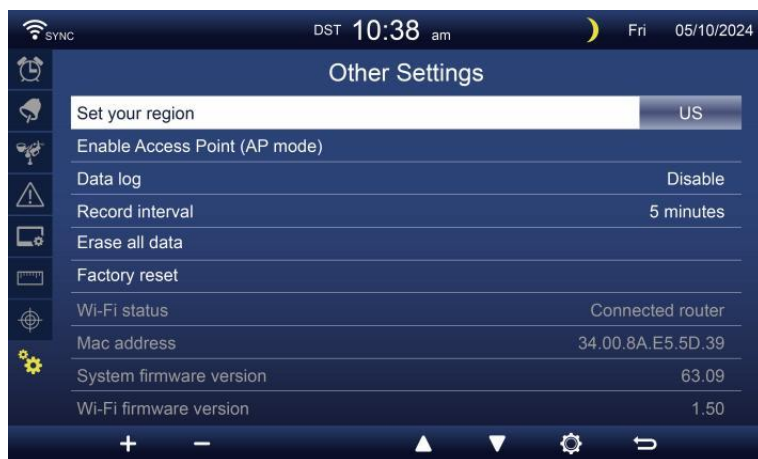 SYNC DST 10:38 am Fri 05/10/2024
Other Settings
Set your region US
Enable Access Point (AP mode)
Data log Disable
Record interval 5 minutes
Erase all data
Factory reset
Wi-Fi status Connected router
Mac address 34.00.8A.E5.5D.39
System firmware version 63.09
Wi-Fi firmware version 1.50